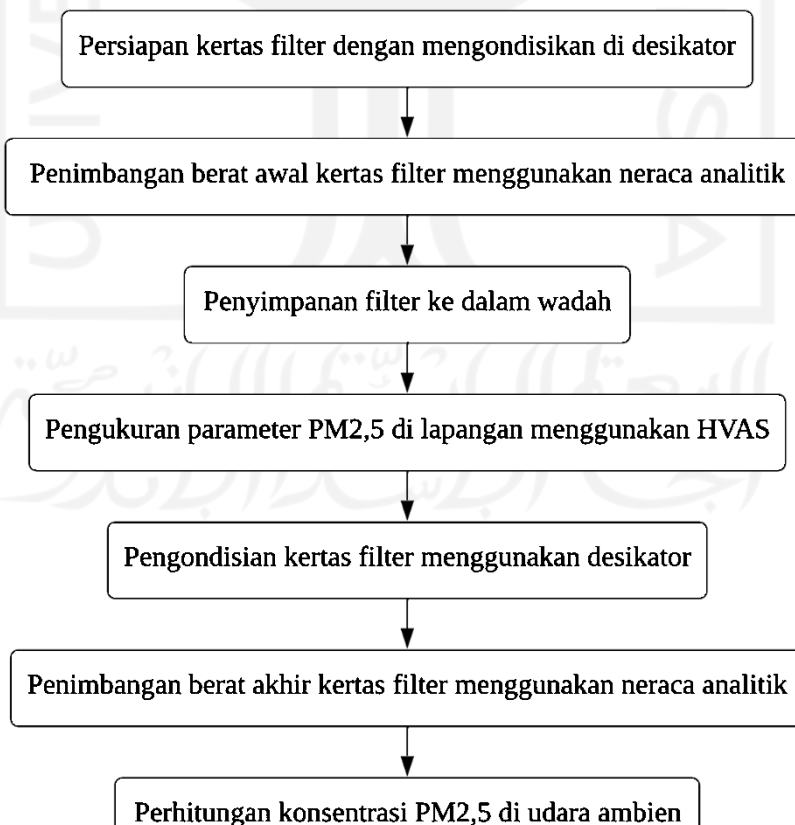 Persiapan kertas filter dengan mengondisikan di desikator
Penimbangan berat awal kertas filter menggunakan neraca analitik
Penyimpanan filter ke dalam wadah
Pengukuran parameter PM2,5 di lapangan menggunakan HVAS
Pengondisian kertas filter menggunakan desikator
Penimbangan berat akhir kertas filter menggunakan neraca analitik
Perhitungan konsentrasi PM2,5 di udara ambien